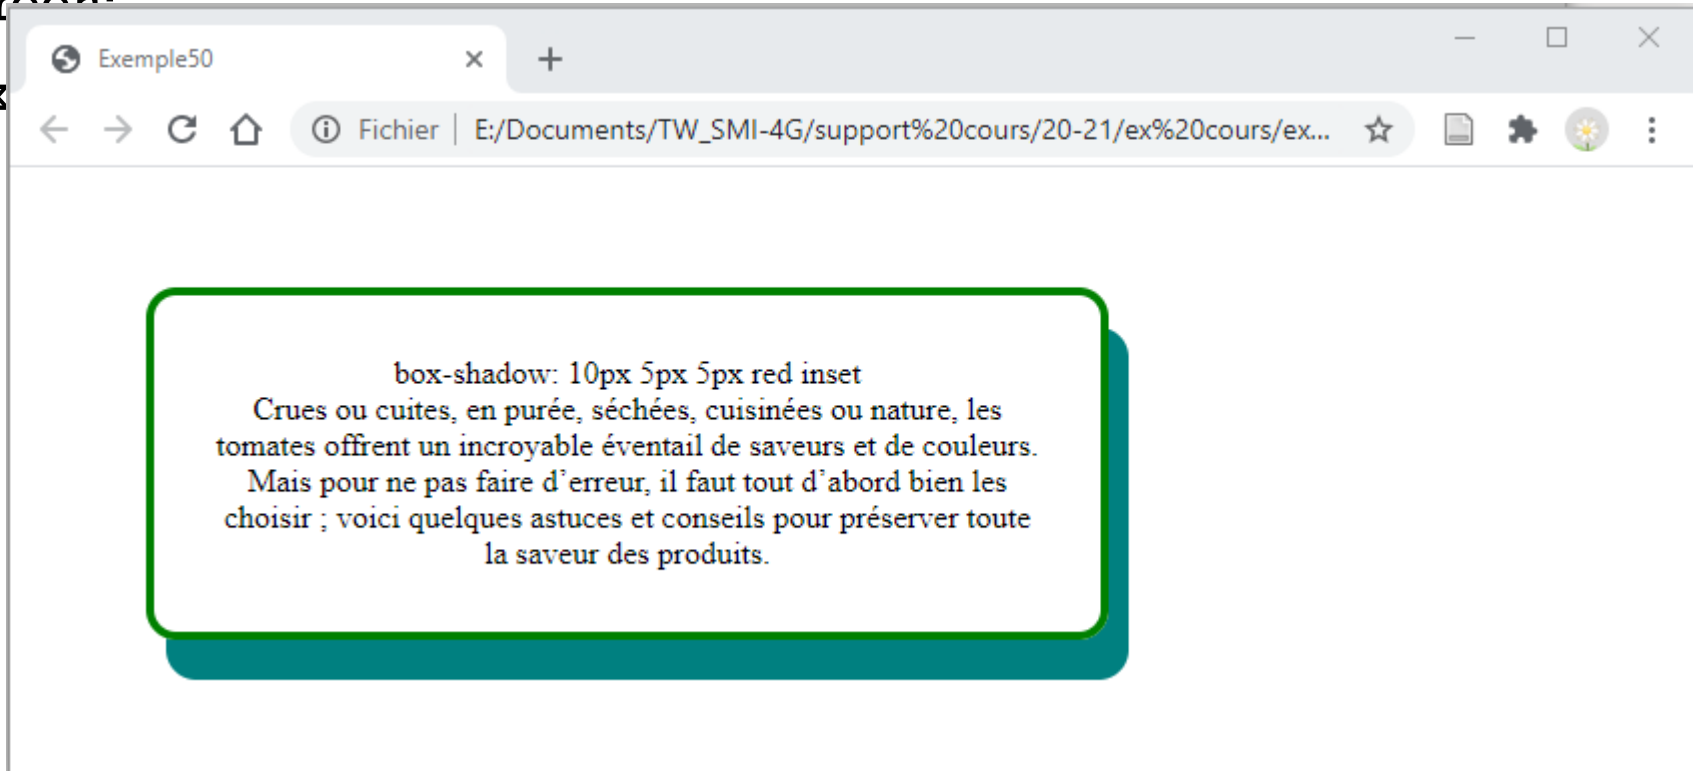 Exemple50
Fichier E:/Documents/TW_SMI-4G/support%20cours/20-21/ex%20cours/ex...
box-shadow: 10px 5px 5px red inset
Crues ou cuites, en purée, séchées, cuisinées ou nature, les
tomates offrent un incroyable éventail de saveurs et de couleurs.
Mais pour ne pas faire d’erreur, il faut tout d’abord bien les
choisir ; voici quelques astuces et conseils pour préserver toute
la saveur des produits.